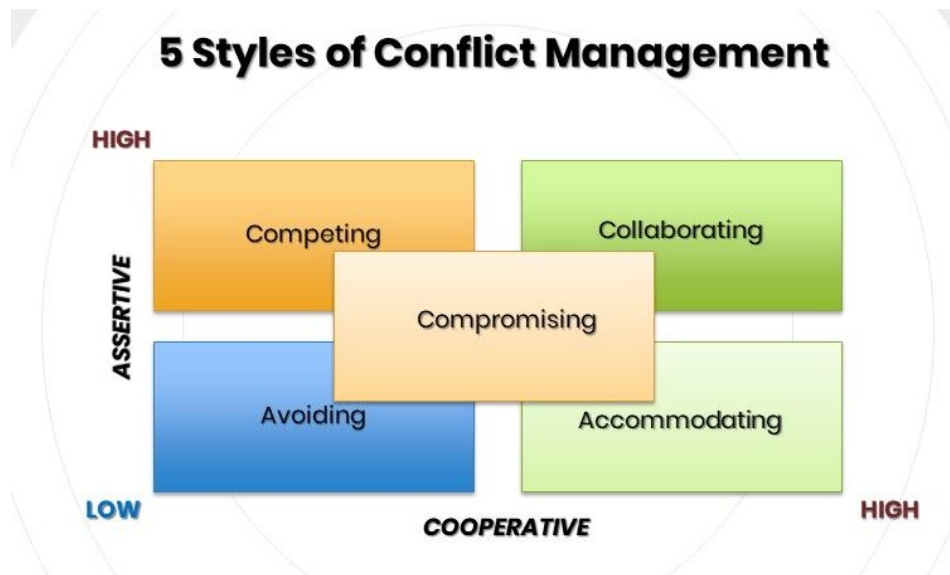 5 Styles of Conflict Management
HIGH
Competing
Collaborating
ASSERTIVE
Compromising
Avoiding
Accommodating
LOW
COOPERATIVE
HIGH